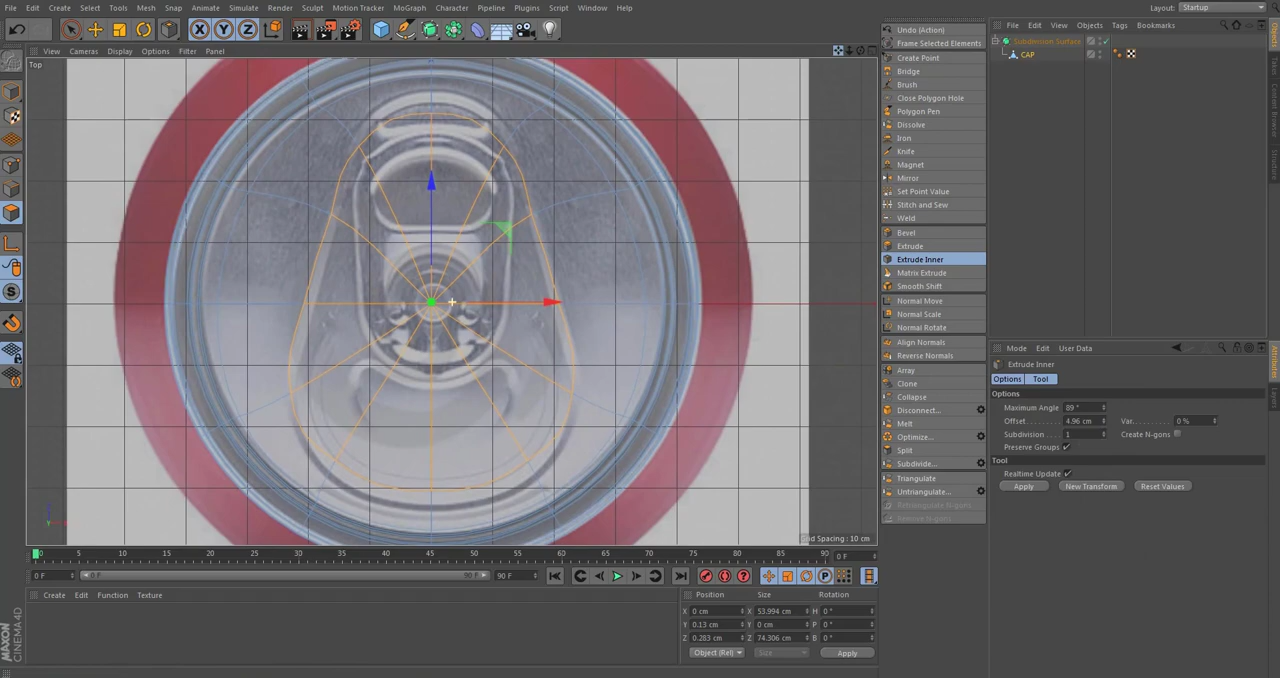 File Edit Create Select Tools Mesh Snap Animate Simulate Render Sculpt Motion Tracker MoGraph Character Pipeline Plugins Script Window Help
Layout: Startup
X Y Z
View Cameras Display Options Filter Panel
Top
Grid Spacing : 10 cm
Undo (Action)
Frame Selected Elements
Create Point
Bridge
Brush
Close Polygon Hole
Polygon Pen
Dissolve
Iron
Knife
Magnet
Mirror
Set Point Value
Stitch and Sew
Weld
Bevel
Extrude
Extrude Inner
Matrix Extrude
Smooth Shift
Normal Move
Normal Scale
Normal Rotate
Align Normals
Reverse Normals
Array
Clone
Collapse
Disconnect...
Melt
Optimize...
Split
Subdivide...
Triangulate
Untriangulate...
Retriangulate N-gons
Remove N-gons
File Edit View Objects Tags Bookmarks
Subdivision Surface
CAP
Mode Edit User Data
Extrude Inner
Options Tool
Options
Maximum Angle 89 °
Offset 4.96 cm Var. 0 %
Subdivision 1 Create N-gons
Preserve Groups
Tool
Realtime Update
Apply New Transform Reset Values
Objects
Structure
Attributes
Layers
0 5 10 15 20 25 30 35 40 45 50 55 60 65 70 75 80 85 90 0 F
0 F 0 F 90 F 90 F
Create Edit Function Texture
Position Size Rotation
X 0 cm X 53.994 cm H 0 °
Y 0.13 cm Y 0 cm P 0 °
Z 0.283 cm Z 74.306 cm B 0 °
Object (Rel) Size Apply
MAXON CINEMA 4D